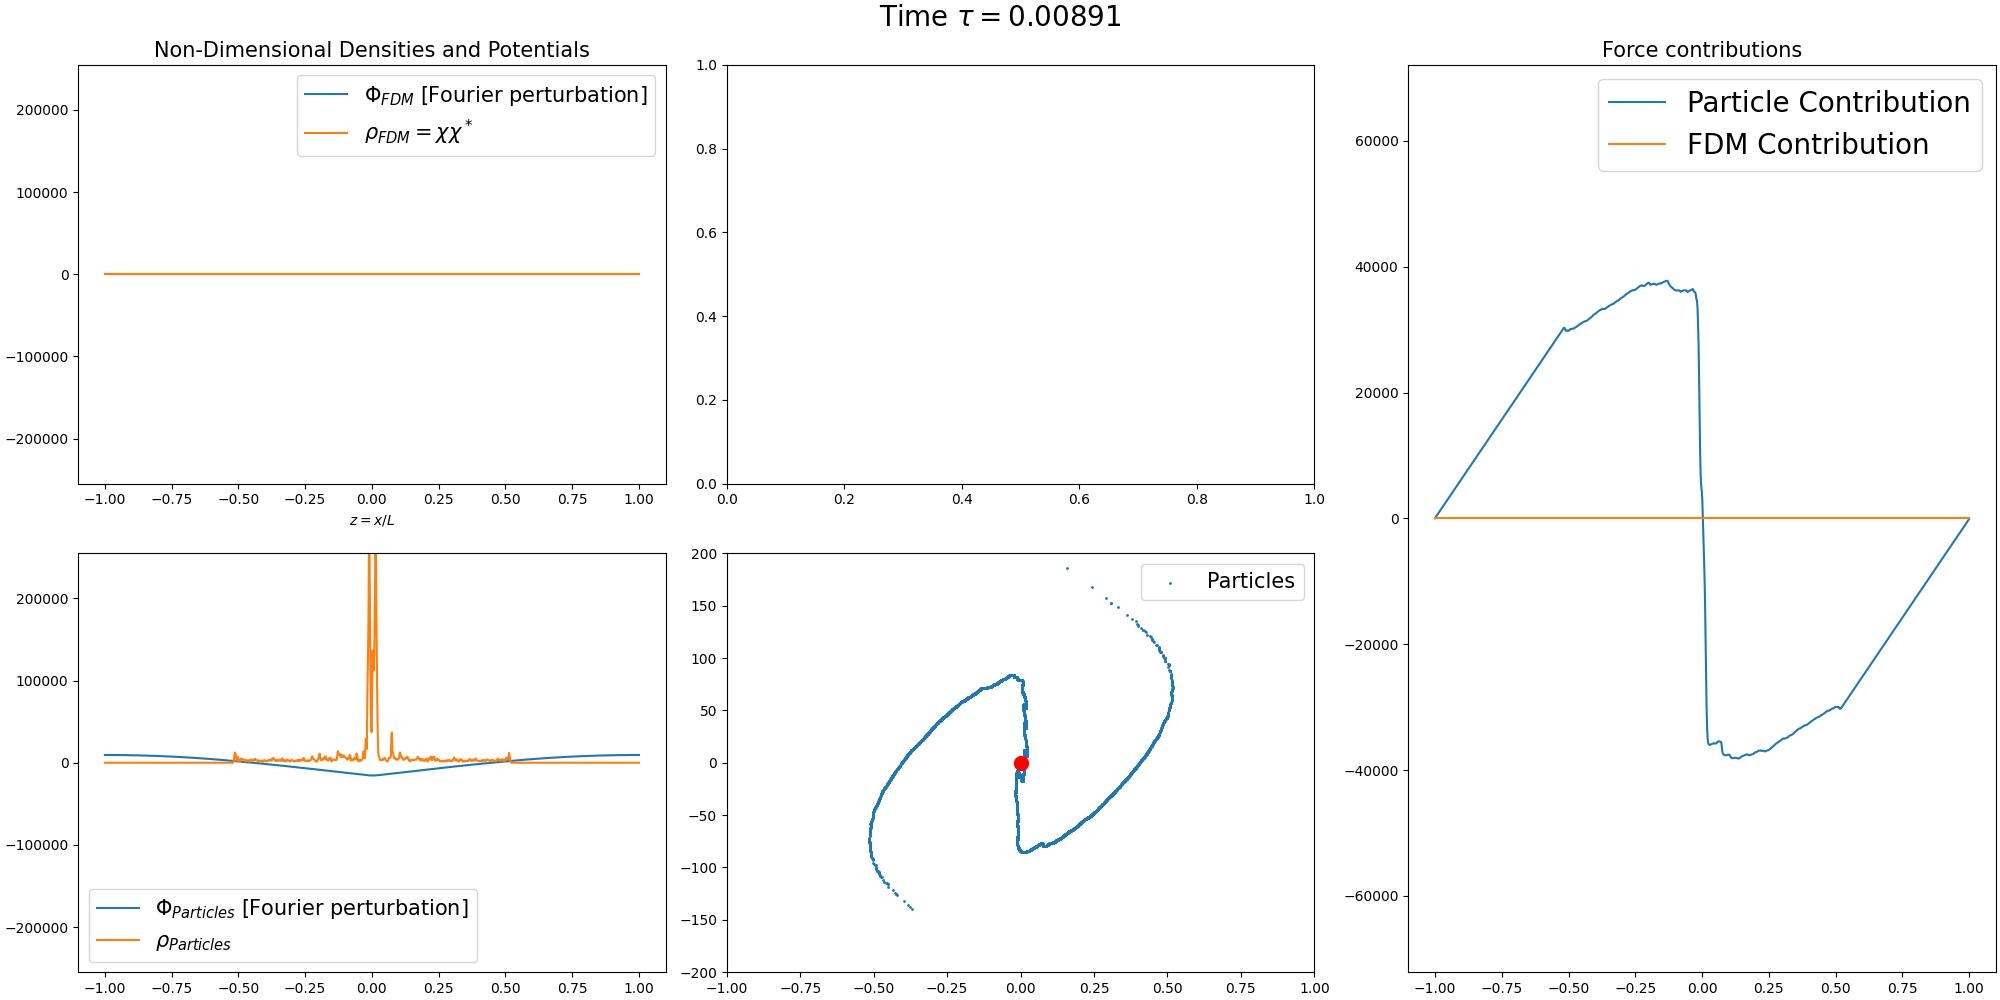 Time τ = 0.00891
Non-Dimensional Densities and Potentials
Φ_FDM [Fourier perturbation]
ρ_FDM = χχ*
200000
100000
0
−100000
−200000
−1.00 −0.75 −0.50 −0.25 0.00 0.25 0.50 0.75 1.00
z = x/L
1.0
0.8
0.6
0.4
0.2
0.0
0.0 0.2 0.4 0.6 0.8 1.0
Force contributions
Particle Contribution
FDM Contribution
60000
40000
20000
0
−20000
−40000
−60000
−1.00 −0.75 −0.50 −0.25 0.00 0.25 0.50 0.75 1.00
200000
100000
0
−100000
−200000
Φ_Particles [Fourier perturbation]
ρ_Particles
−1.00 −0.75 −0.50 −0.25 0.00 0.25 0.50 0.75 1.00
Particles
200
150
100
50
0
−50
−100
−150
−200
−1.00 −0.75 −0.50 −0.25 0.00 0.25 0.50 0.75 1.00